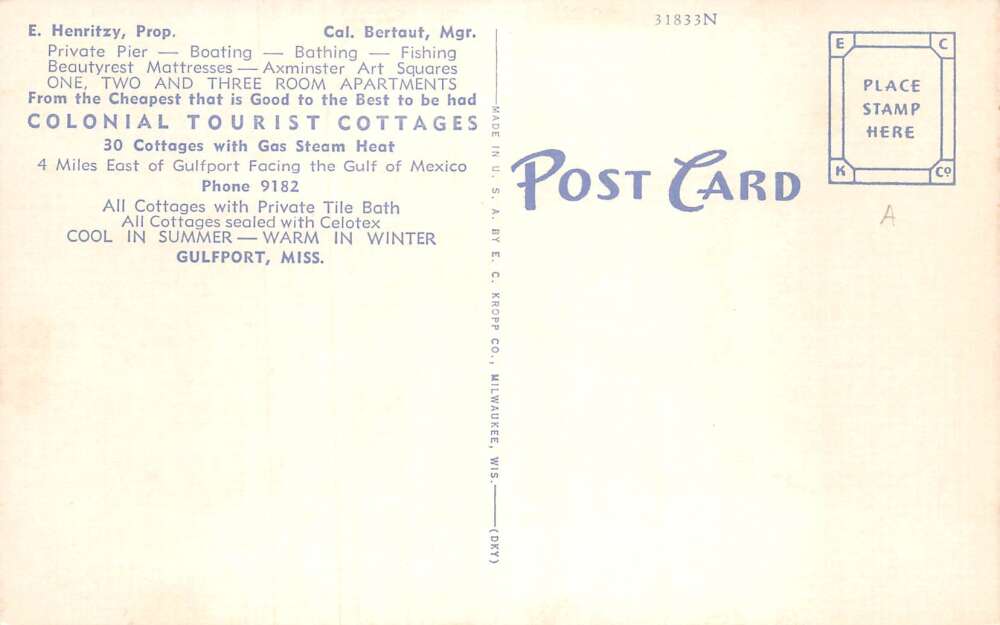 E. Henritzy, Prop. Cal. Bertaut, Mgr.
Private Pier — Boating — Bathing — Fishing
Beautyrest Mattresses — Axminster Art Squares
ONE, TWO AND THREE ROOM APARTMENTS
From the Cheapest that is Good to the Best to be had
COLONIAL TOURIST COTTAGES
30 Cottages with Gas Steam Heat
4 Miles East of Gulfport Facing the Gulf of Mexico
Phone 9182
All Cottages with Private Tile Bath
All Cottages sealed with Celotex
COOL IN SUMMER — WARM IN WINTER
GULFPORT, MISS.
MADE IN U. S. A. BY E. C. KROPP CO., MILWAUKEE, WIS. — (DKY)
31833N
POST CARD
E C
PLACE
STAMP
HERE
K Co
A